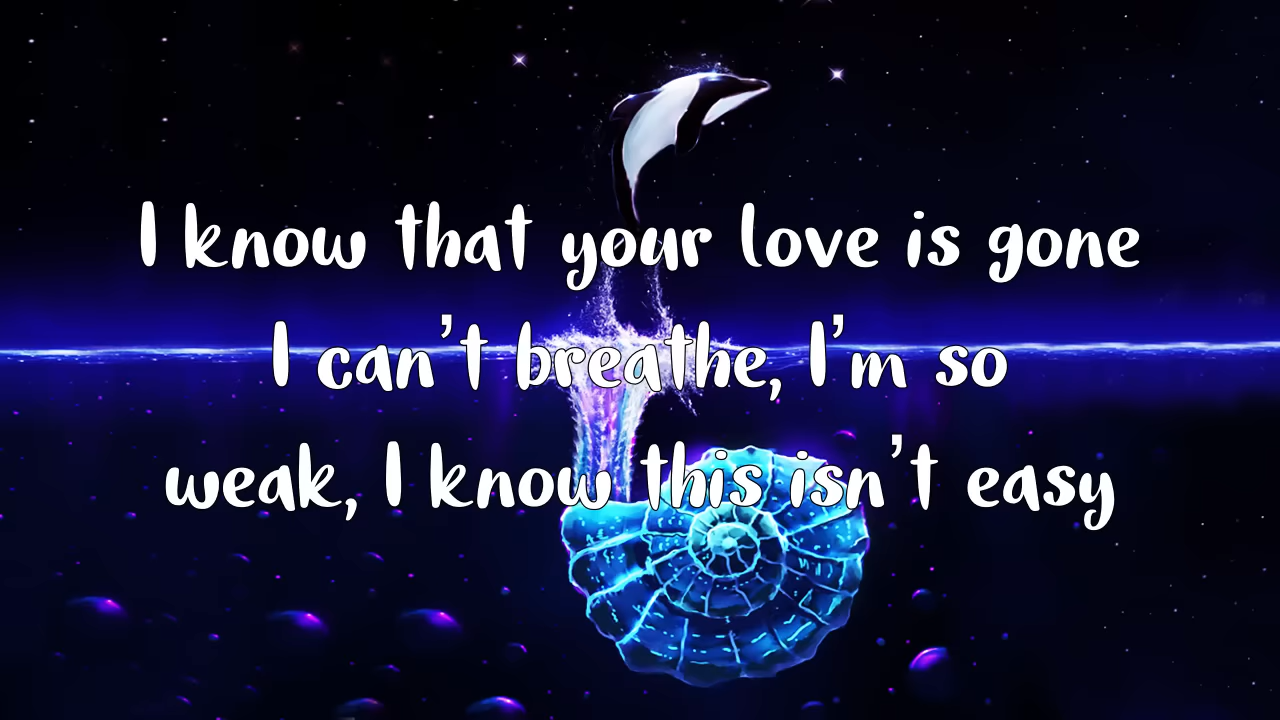 I know that your love is gone
I can't breathe, I'm so
weak, I know this isn't easy